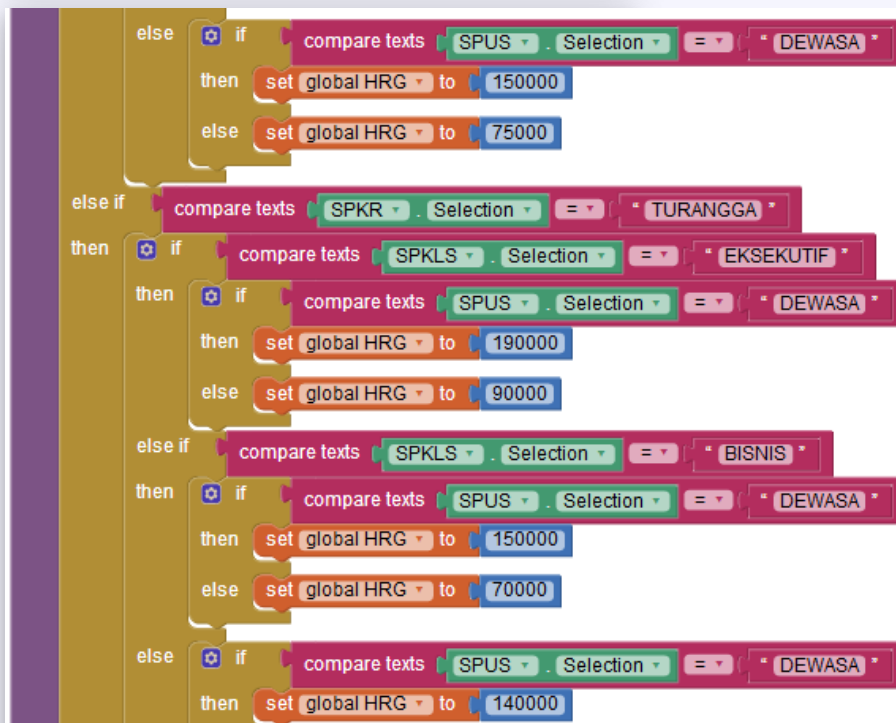 else if compare texts SPUS . Selection = " DEWASA
then set global HRG to 150000
else set global HRG to 75000
else if compare texts SPKR . Selection = " TURANGGA "
then if compare texts SPKLS . Selection = " EKSEKUTIF "
then if compare texts SPUS . Selection = " DEWASA "
then set global HRG to 190000
else set global HRG to 90000
else if compare texts SPKLS . Selection = " BISNIS "
then if compare texts SPUS . Selection = " DEWASA "
then set global HRG to 150000
else set global HRG to 70000
else if compare texts SPUS . Selection = " DEWASA "
then set global HRG to 140000